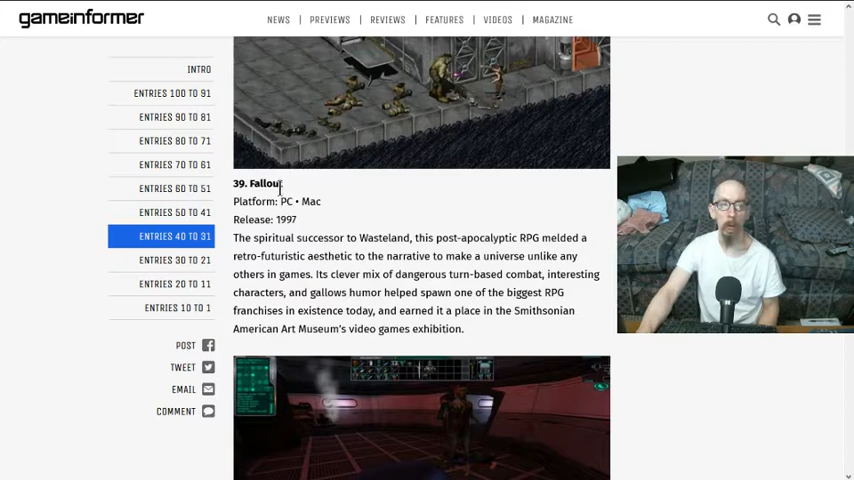 gameinformer
NEWS | PREVIEWS | REVIEWS | FEATURES | VIDEOS | MAGAZINE
INTRO
ENTRIES 100 TO 91
ENTRIES 90 TO 81
ENTRIES 80 TO 71
ENTRIES 70 TO 61
ENTRIES 60 TO 51
ENTRIES 50 TO 41
ENTRIES 40 TO 31
ENTRIES 30 TO 21
ENTRIES 20 TO 11
ENTRIES 10 TO 1
POST
TWEET
EMAIL
COMMENT
39. Fallout
Platform: PC • Mac
Release: 1997
The spiritual successor to Wasteland, this post-apocalyptic RPG melded a
retro-futuristic aesthetic to the narrative to make a universe unlike any
others in games. Its clever mix of dangerous turn-based combat, interesting
characters, and gallows humor helped spawn one of the biggest RPG
franchises in existence today, and earned it a place in the Smithsonian
American Art Museum's video games exhibition.